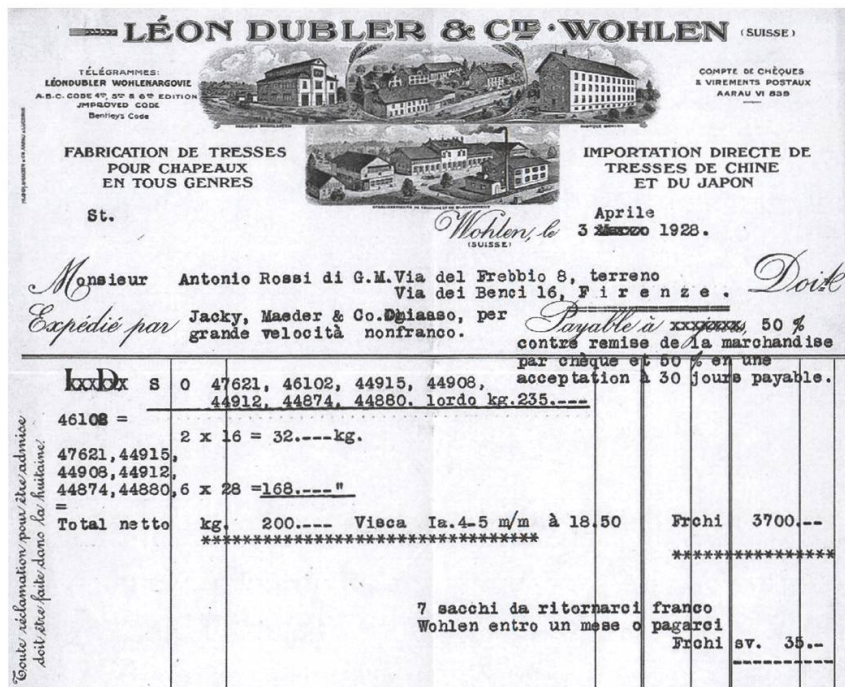 LÉON DUBLER & CIE · WOHLEN (SUISSE)
TÉLÉGRAMMES:
LÉONDUBLER WOHLENARGOVIE
A.B.C. CODE 4TH, 5TH & 6TH EDITION
IMPROVED CODE
Bentley's Code
COMPTE DE CHÈQUES
& VIREMENTS POSTAUX
AARAU VI 839
FABRICATION DE TRESSES
POUR CHAPEAUX
EN TOUS GENRES
IMPORTATION DIRECTE DE
TRESSES DE CHINE
ET DU JAPON
St.
Aprile
Wohlen, le 3 Marzo 1928.
(SUISSE)
Monsieur Antonio Rossi di G.M. Via del Frebbio 8, terreno
Via dei Benci 16, Firenze.
Doit
Expédié par Jacky, Maeder & Co. Chiasso, per
grande velocità nonfranco.
Payable à xxxxxxxx, 50 %
contre remise de la marchandise
par chèque et 50 % en une
acceptation à 30 jours payable.
S O 47621, 46102, 44915, 44908,
44912, 44874, 44880. lordo kg.235.----
46102 =
2 x 16 = 32.----kg.
47621,44915,
44908,44912,
44874,44880,6 x 28 =168.----"
=
Total netto kg. 200.---- Visca Ia.4-5 m/m à 18.50 Frchi 3700.--
*******************************
***************
7 sacchi da ritornarci franco
Wohlen entro un mese o pagarci
Frchi sv. 35.--
Toute réclamation pour être admise
doit être faite dans la huitaine.